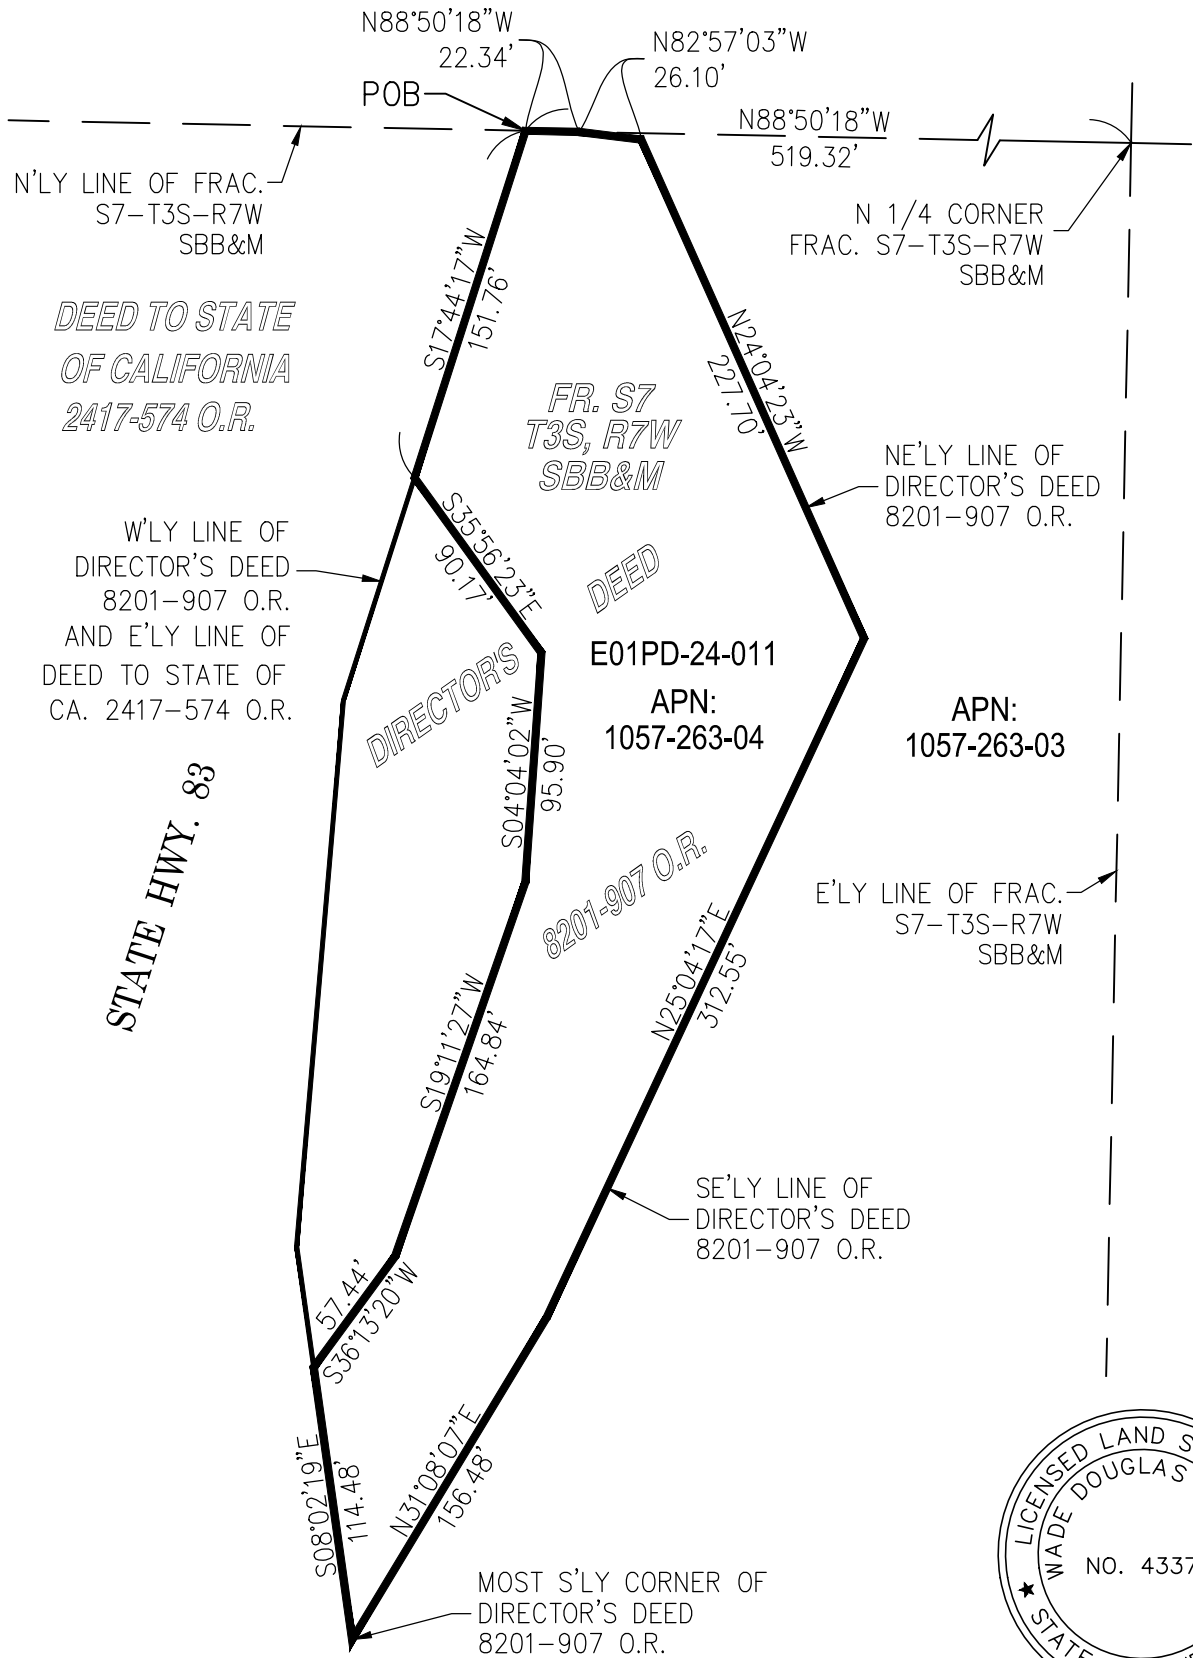 N88°50'18"W
22.34'
N82°57'03"W
26.10'
POB
N88°50'18"W
519.32'
N'LY LINE OF FRAC.
S7-T3S-R7W
SBB&M
N 1/4 CORNER
FRAC. S7-T3S-R7W
SBB&M
DEED TO STATE
OF CALIFORNIA
2417-574 O.R.
S17°44'17"W
151.76'
FR. S7
T3S, R7W
SBB&M
N24°04'23"W
227.70'
NE'LY LINE OF
DIRECTOR'S DEED
8201-907 O.R.
W'LY LINE OF
DIRECTOR'S DEED
8201-907 O.R.
AND E'LY LINE OF
DEED TO STATE OF
CA. 2417-574 O.R.
S35°56'23"E
90.17'
DIRECTOR'S DEED
8201-907 O.R.
E01PD-24-011
APN:
1057-263-04
APN:
1057-263-03
S04°04'02"W
95.90'
STATE HWY. 83
E'LY LINE OF FRAC.
S7-T3S-R7W
SBB&M
S19°11'27"W
164.84'
N25°04'17"E
312.55'
SE'LY LINE OF
DIRECTOR'S DEED
8201-907 O.R.
57.44'
S36°13'20"W
S08°02'19"E
114.48'
N31°08'07"E
156.48'
MOST S'LY CORNER OF
DIRECTOR'S DEED
8201-907 O.R.
LICENSED LAND S
WADE DOUGLAS
NO. 4337
STATE